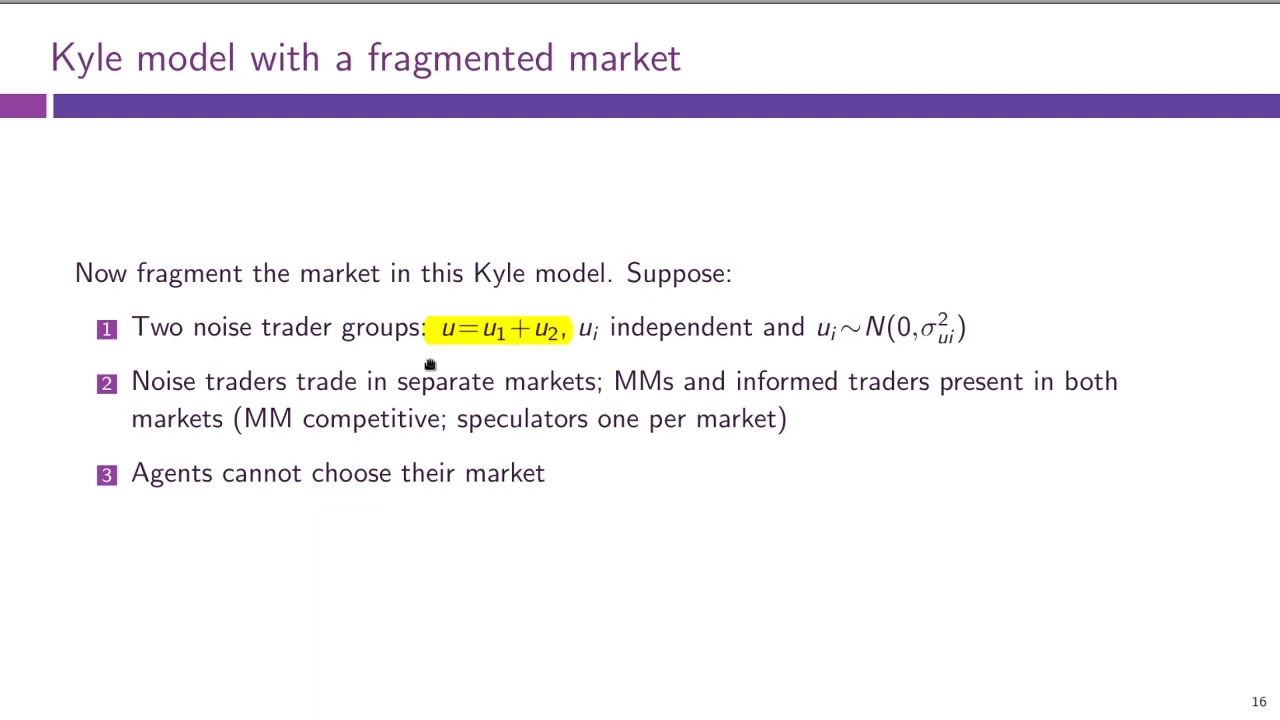 Kyle model with a fragmented market
Now fragment the market in this Kyle model. Suppose:
1 Two noise trader groups: u=u₁+u₂, uᵢ independent and uᵢ∼N(0,σ²ᵤᵢ)
2 Noise traders trade in separate markets; MMs and informed traders present in both
markets (MM competitive; speculators one per market)
3 Agents cannot choose their market
16